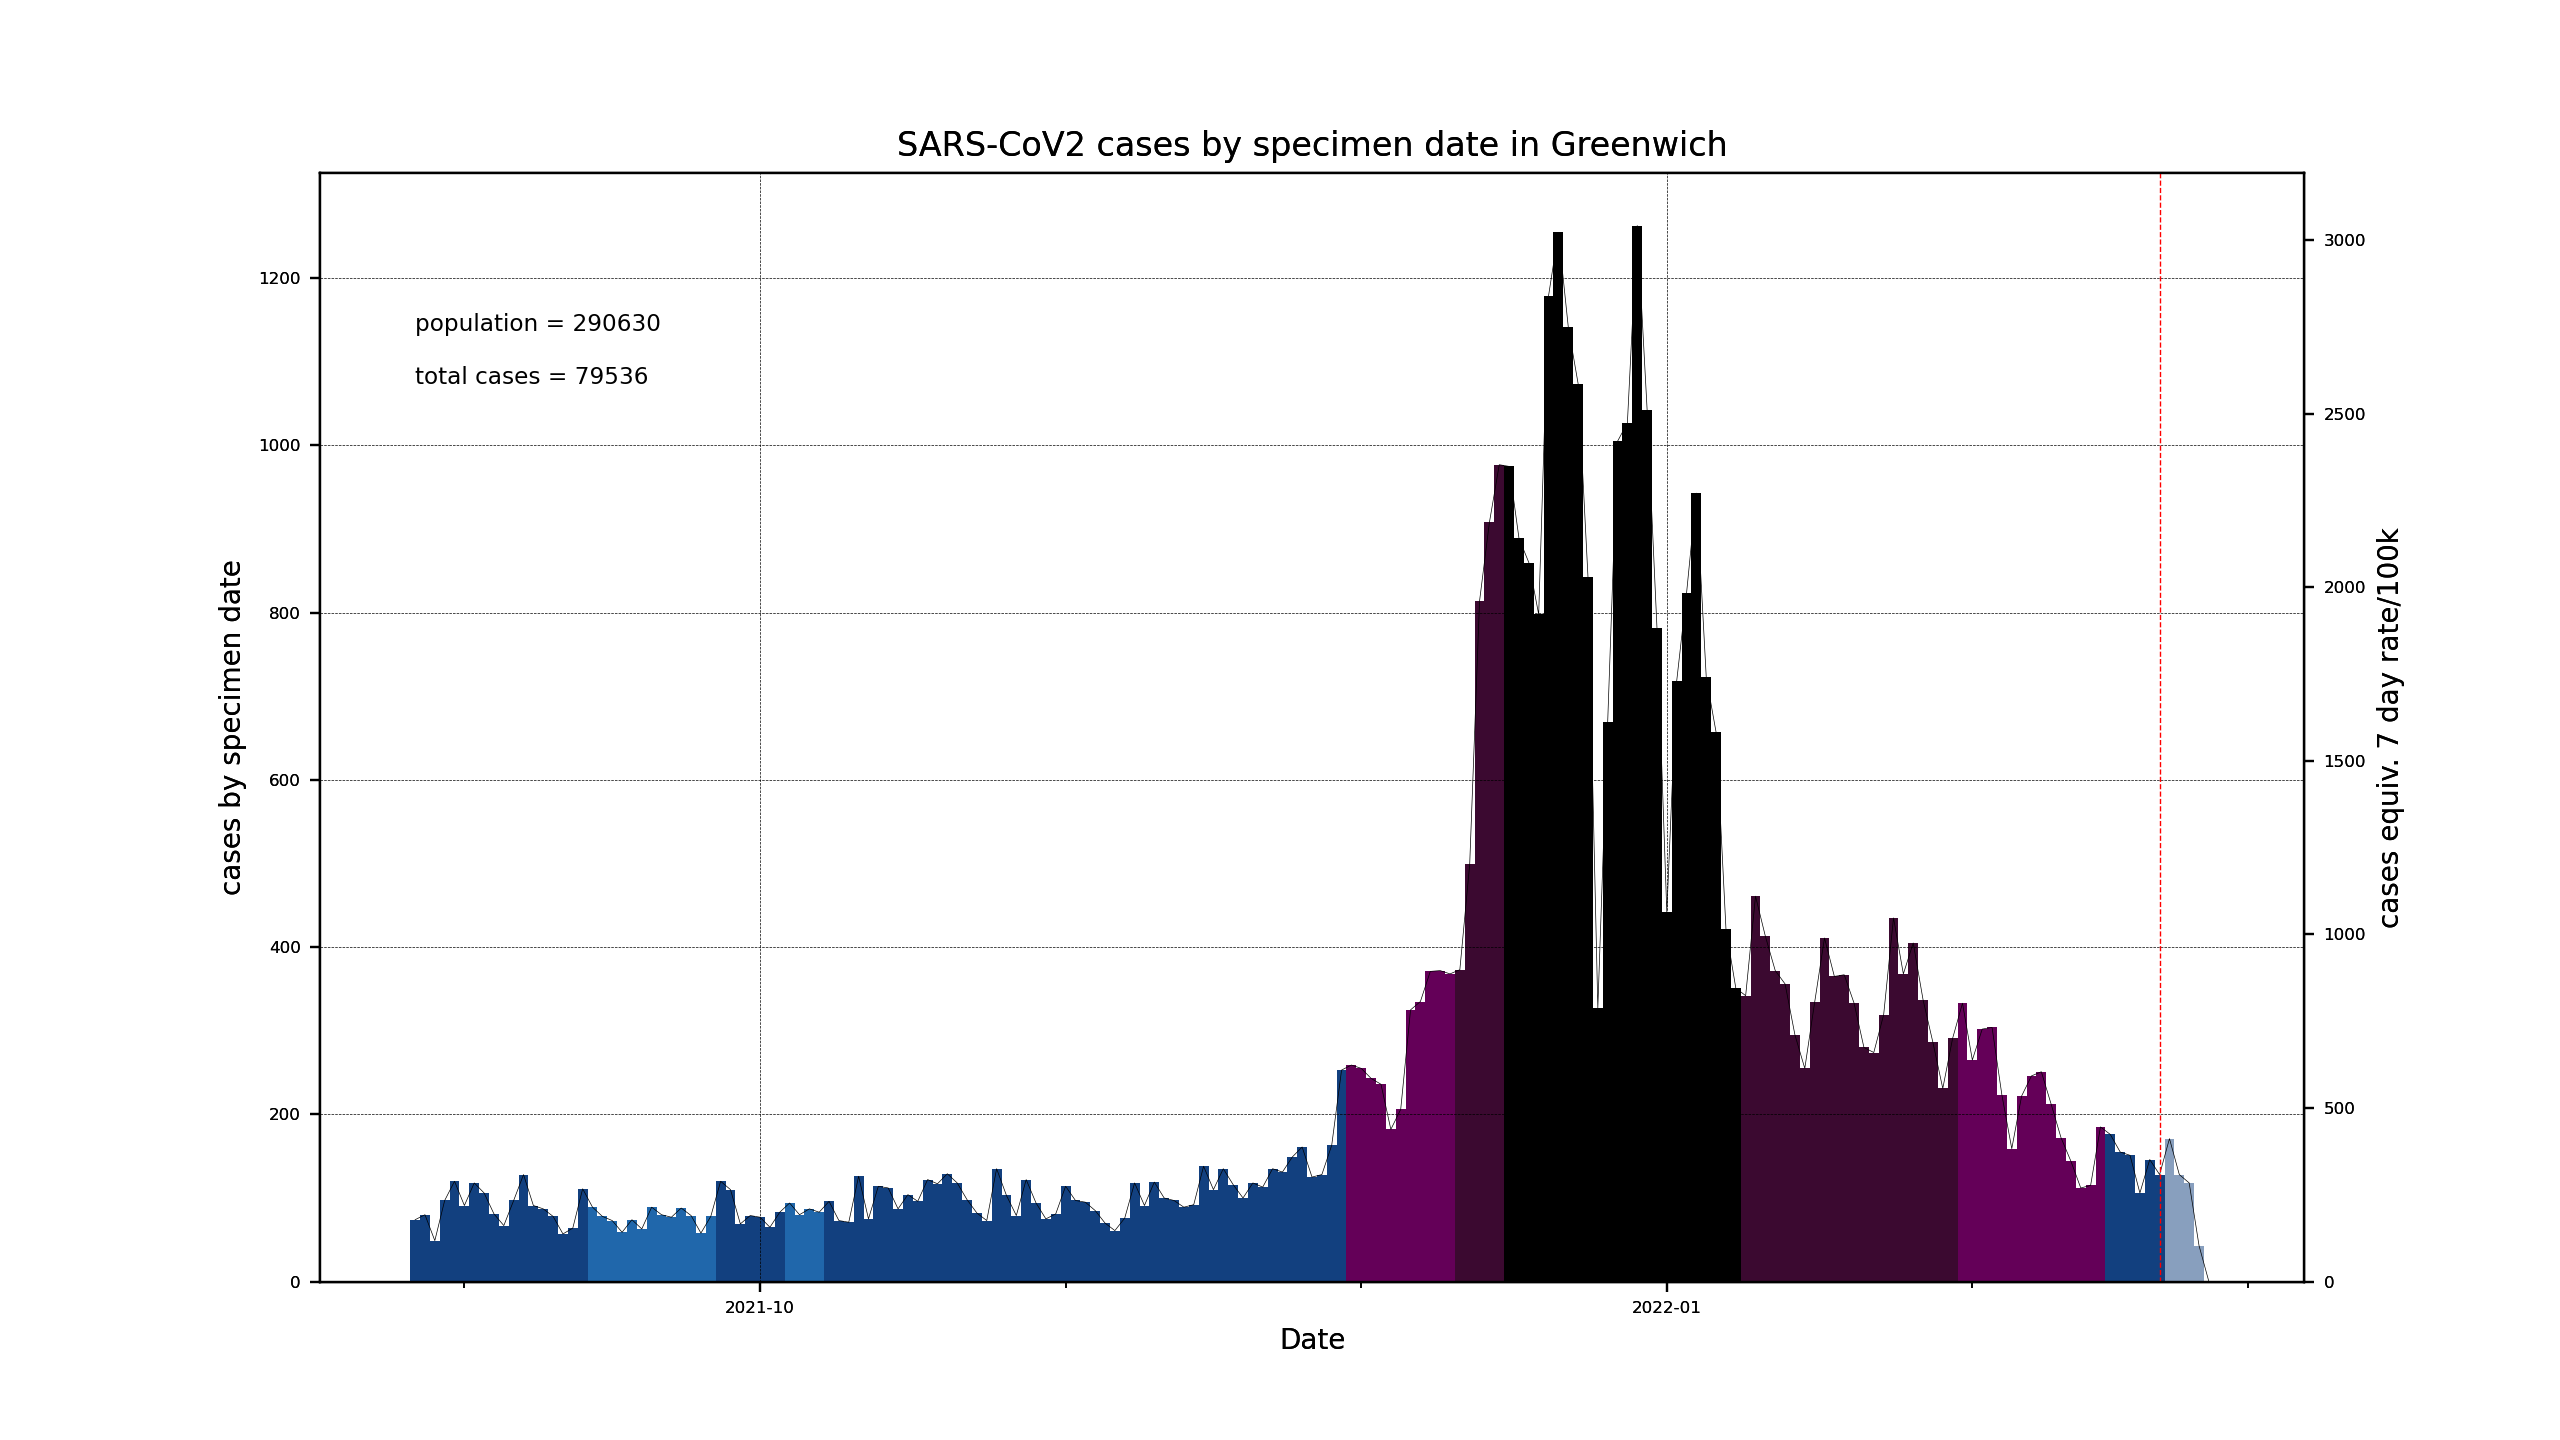 SARS-CoV2 cases by specimen date in Greenwich
population = 290630
total cases = 79536
cases by specimen date
1200
1000
800
600
400
200
0
3000
2500
2000
1500
1000
500
0
cases equiv. 7 day rate/100k
2021-10
2022-01
Date